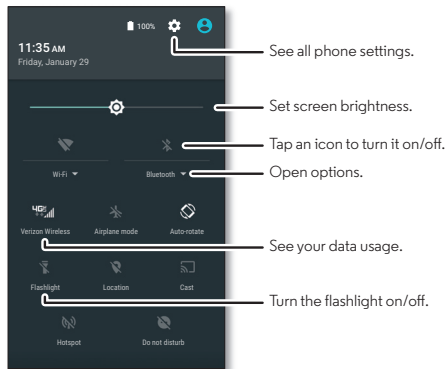 100%
11:35 AM
Friday, January 29
See all phone settings.
Set screen brightness.
Tap an icon to turn it on/off.
Wi-Fi
Bluetooth
Open options.
4G
Verizon Wireless
Airplane mode
Auto-rotate
See your data usage.
Flashlight
Location
Cast
Turn the flashlight on/off.
Hotspot
Do not disturb